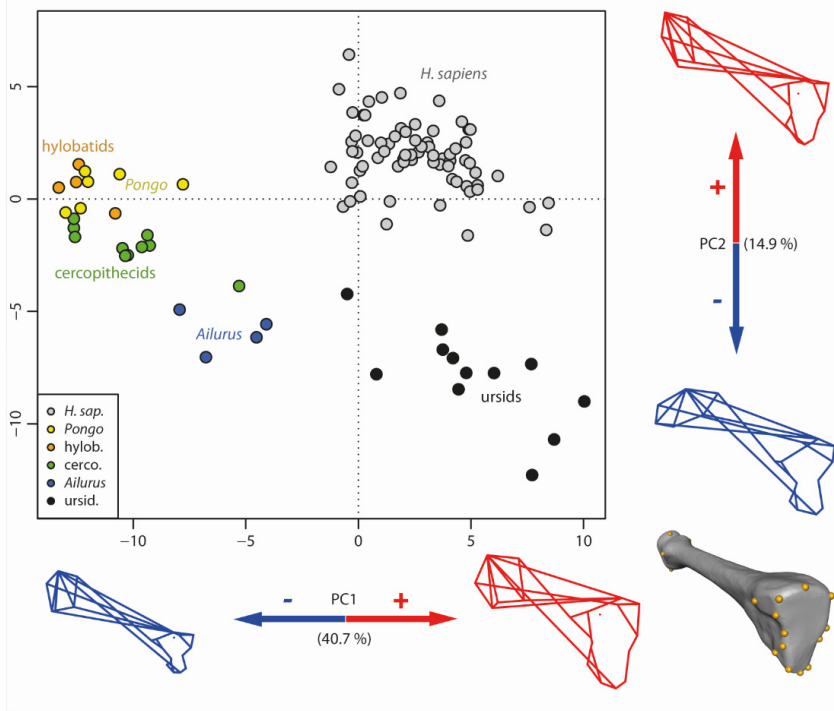 H. sapiens
hylobatids
Pongo
cercopithecids
Ailurus
ursids
5
0
−5
−10
H. sap.
Pongo
hylob.
cerco.
Ailurus
ursid.
−10
−5
0
5
10
+
PC2 (14.9 %)
-
- PC1 +
(40.7 %)